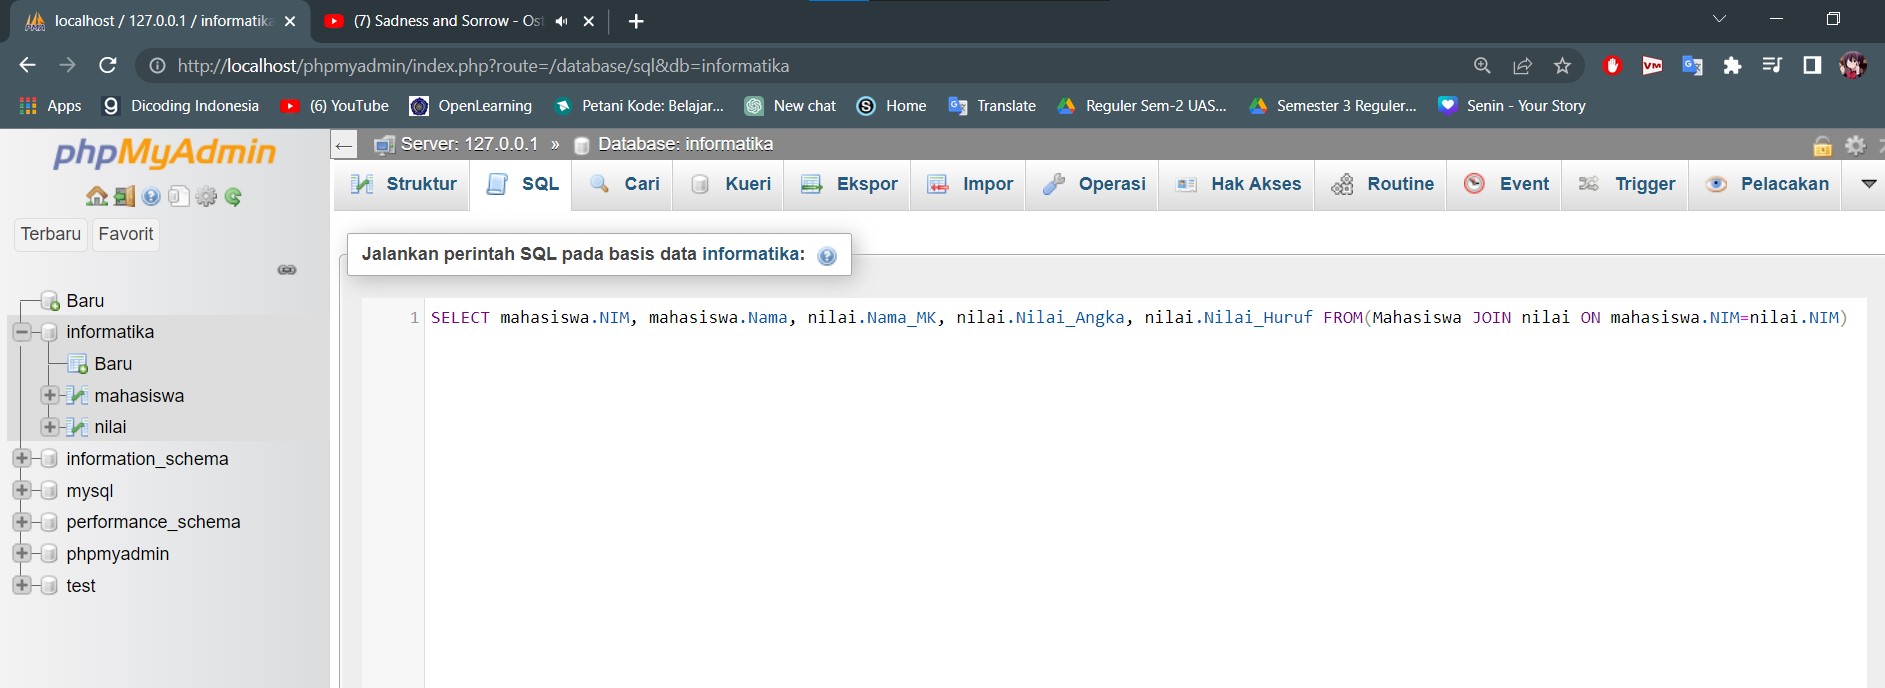 localhost / 127.0.0.1 / informatika
(7) Sadness and Sorrow - Ost
http://localhost/phpmyadmin/index.php?route=/database/sql&db=informatika
Apps
Dicoding Indonesia
(6) YouTube
OpenLearning
Petani Kode: Belajar...
New chat
Home
Translate
Reguler Sem-2 UAS...
Semester 3 Reguler...
Senin - Your Story
phpMyAdmin
Terbaru
Favorit
Baru
informatika
Baru
mahasiswa
nilai
information_schema
mysql
performance_schema
phpmyadmin
test
Server: 127.0.0.1 » Database: informatika
Struktur
SQL
Cari
Kueri
Ekspor
Impor
Operasi
Hak Akses
Routine
Event
Trigger
Pelacakan
Jalankan perintah SQL pada basis data informatika:
1 SELECT mahasiswa.NIM, mahasiswa.Nama, nilai.Nama_MK, nilai.Nilai_Angka, nilai.Nilai_Huruf FROM(Mahasiswa JOIN nilai ON mahasiswa.NIM=nilai.NIM)